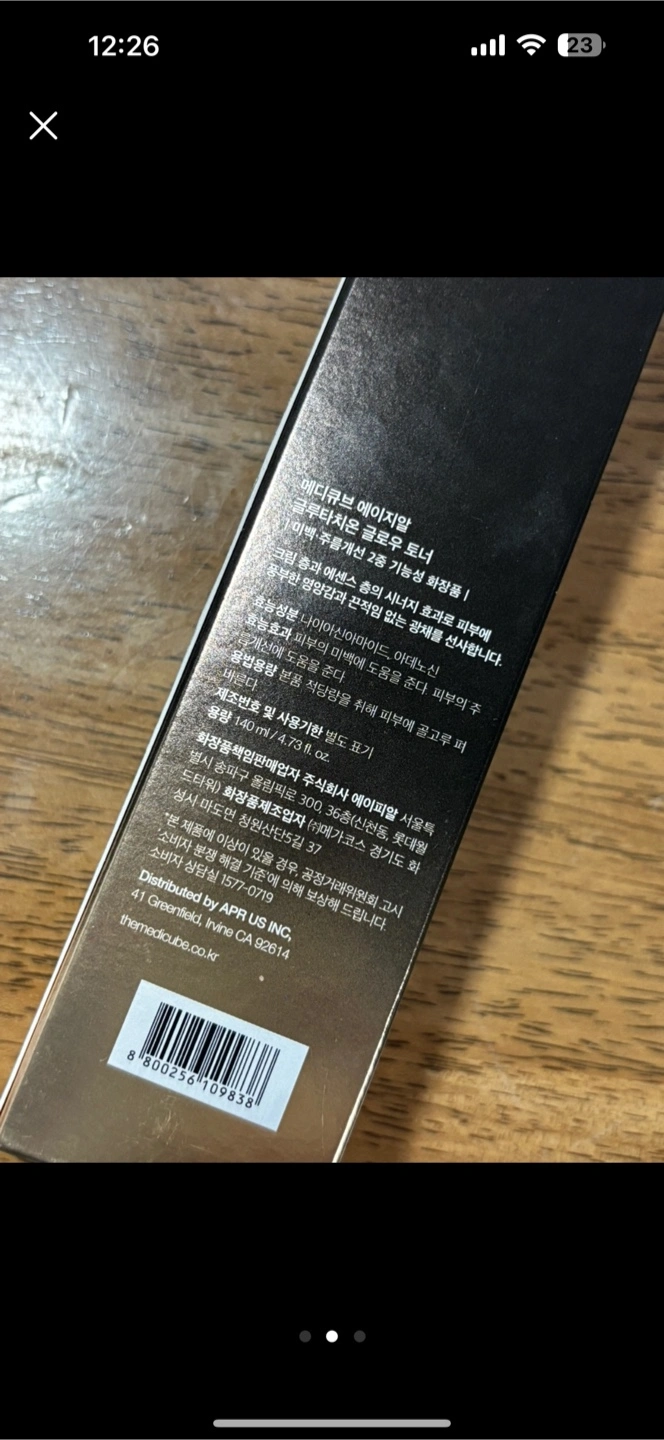 12:26
23
메디큐브 에이지알
글루타치온 글로우 토너
| 미백·주름개선 2중 기능성 화장품 |
크림 층과 에센스 층의 시너지 효과로 피부에
풍부한 영양감과 끈적임 없는 광채를 선사합니다.
효능성분 나이아신아마이드, 아데노신
효능효과 피부의 미백에 도움을 준다. 피부의 주
름개선에 도움을 준다.
용법용량 본품 적당량을 취해 피부에 골고루 펴
바른다.
제조번호 및 사용기한 별도 표기
용량 140 ml / 4.73 fl. oz.
화장품책임판매업자 주식회사 에이피알 서울특
별시 송파구 올림픽로 300, 36층(신천동, 롯데월
드타워) 화장품제조업자 ㈜메가코스 경기도 화
성시 마도면 청원산단5길 37
*본 제품에 이상이 있을 경우, 공정거래위원회 고시
'소비자 분쟁 해결 기준'에 의해 보상해 드립니다.
소비자 상담실 1577-0719
Distributed by APR US INC,
41 Greenfield, Irvine CA 92614
themedicube.co.kr
8 800256 109838